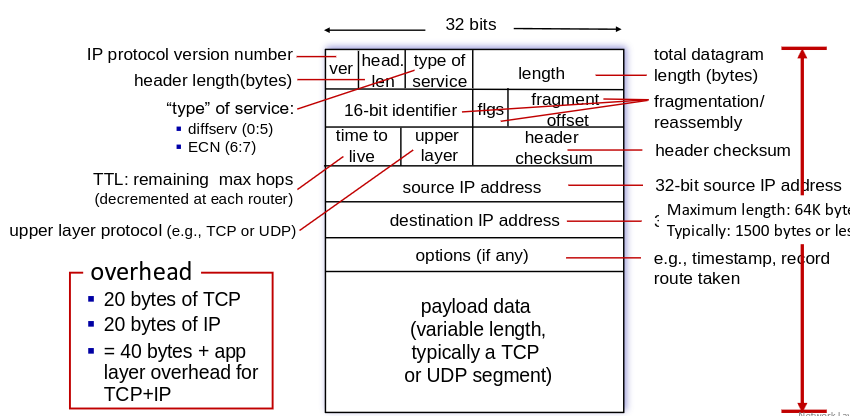 32 bits
IP protocol version number
header length(bytes)
“type” of service:
diffserv (0:5)
ECN (6:7)
TTL: remaining  max hops
(decremented at each router)
upper layer protocol (e.g., TCP or UDP)
overhead
20 bytes of TCP
20 bytes of IP
= 40 bytes + app
layer overhead for
TCP+IP
ver
head.
len
type of
service
length
16-bit identifier
flgs
fragment
offset
time to
live
upper
layer
header
checksum
source IP address
destination IP address
options (if any)
payload data
(variable length,
typically a TCP
or UDP segment)
total datagram
length (bytes)
fragmentation/
reassembly
header checksum
32-bit source IP address
Maximum length: 64K
Typically: 1500 bytes or
e.g., timestamp, record
route taken